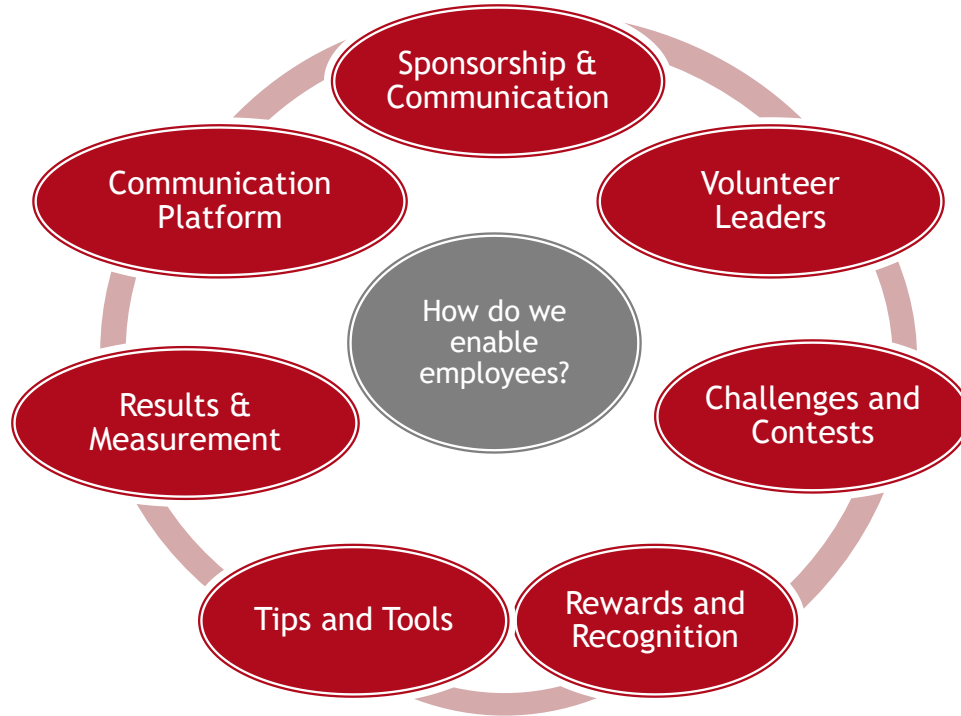 Sponsorship &
Communication
Volunteer
Leaders
Challenges and
Contests
Rewards and
Recognition
Tips and Tools
Results &
Measurement
Communication
Platform
How do we
enable
employees?